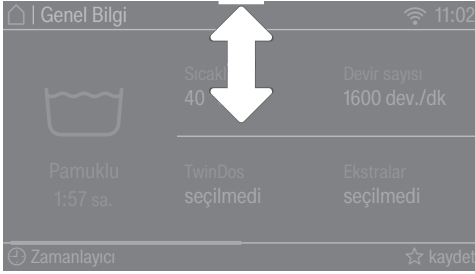 | Genel Bilgi 11:02
Devir sayısı
40 1600 dev./dk
Pamuklu TwinDos Ekstralar
1:57 sa. seçilmedi seçilmedi
Zamanlayıcı kaydet